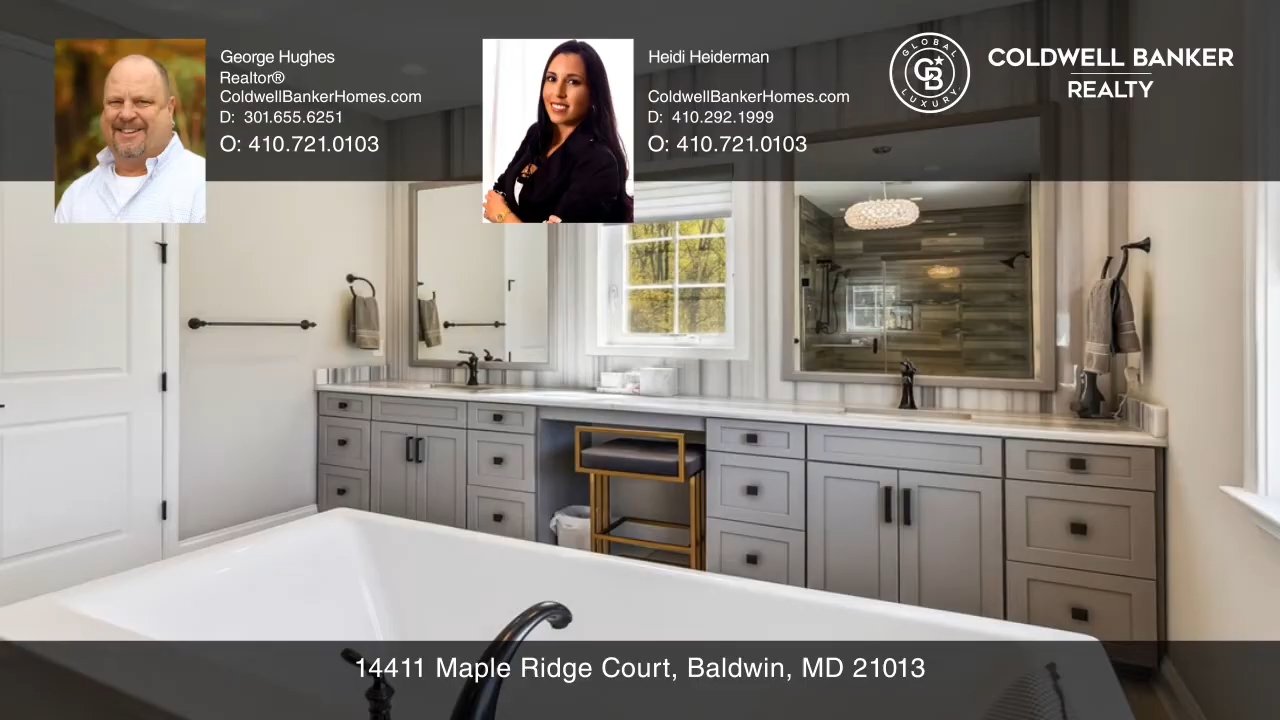 George Hughes
Realtor®
ColdwellBankerHomes.com
D: 301.655.6251
O: 410.721.0103
Heidi Heiderman
ColdwellBankerHomes.com
D: 410.292.1999
O: 410.721.0103
GLOBAL
CB
LUXURY
COLDWELL BANKER
REALTY
14411 Maple Ridge Court, Baldwin, MD 21013